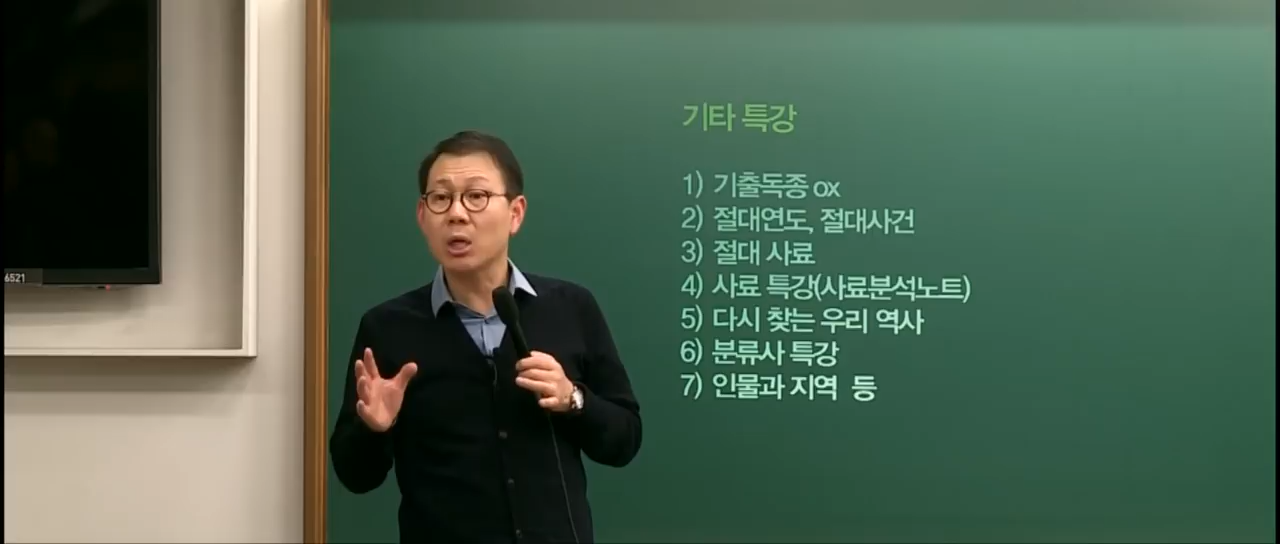 6521
기타 특강
1) 기출독종 ox
2) 절대연도, 절대사건
3) 절대 사료
4) 사료 특강(사료분석노트)
5) 다시 찾는 우리 역사
6) 분류사 특강
7) 인물과 지역 등